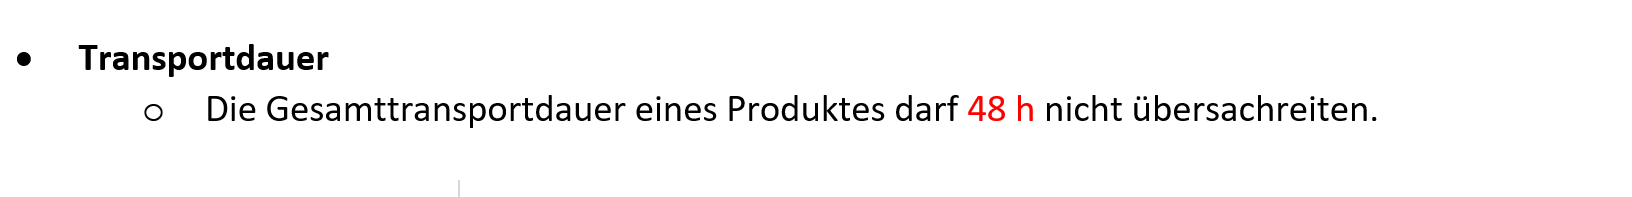 • Transportdauer
o Die Gesamttransportdauer eines Produktes darf 48 h nicht übersachreiten.